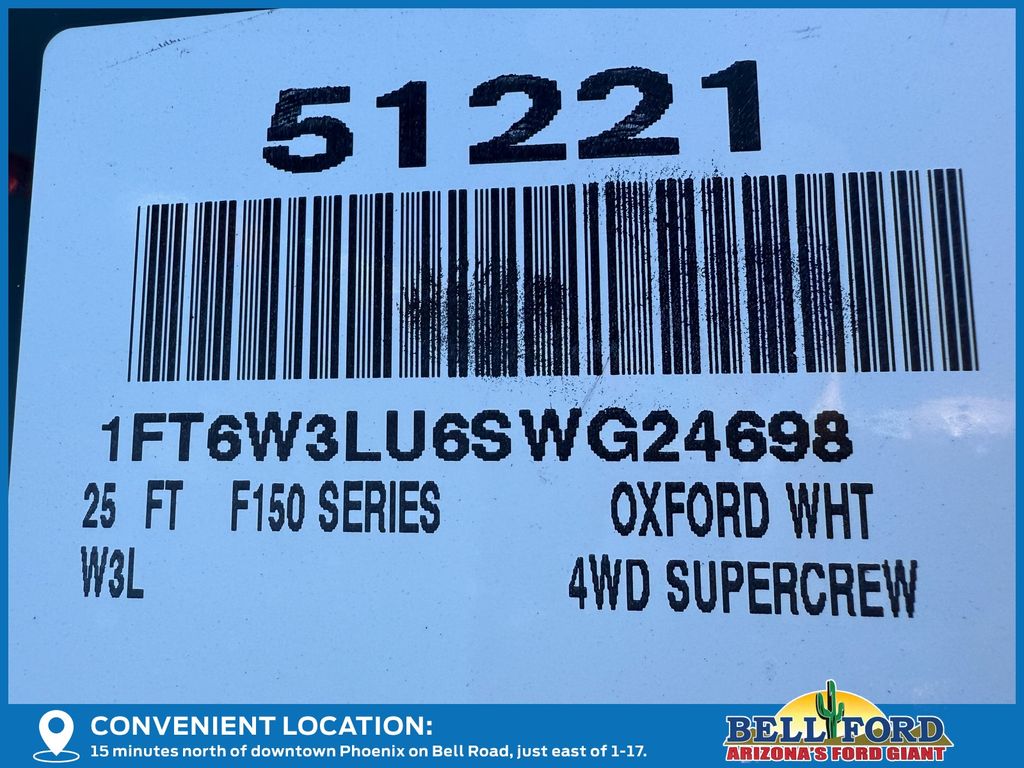 51221
1FT6W3LU6SWG24698
25 FT F150 SERIES OXFORD WHT
W3L 4WD SUPERCREW
CONVENIENT LOCATION:
15 minutes north of downtown Phoenix on Bell Road, just east of 1-17.
BELL FORD
ARIZONA'S FORD GIANT